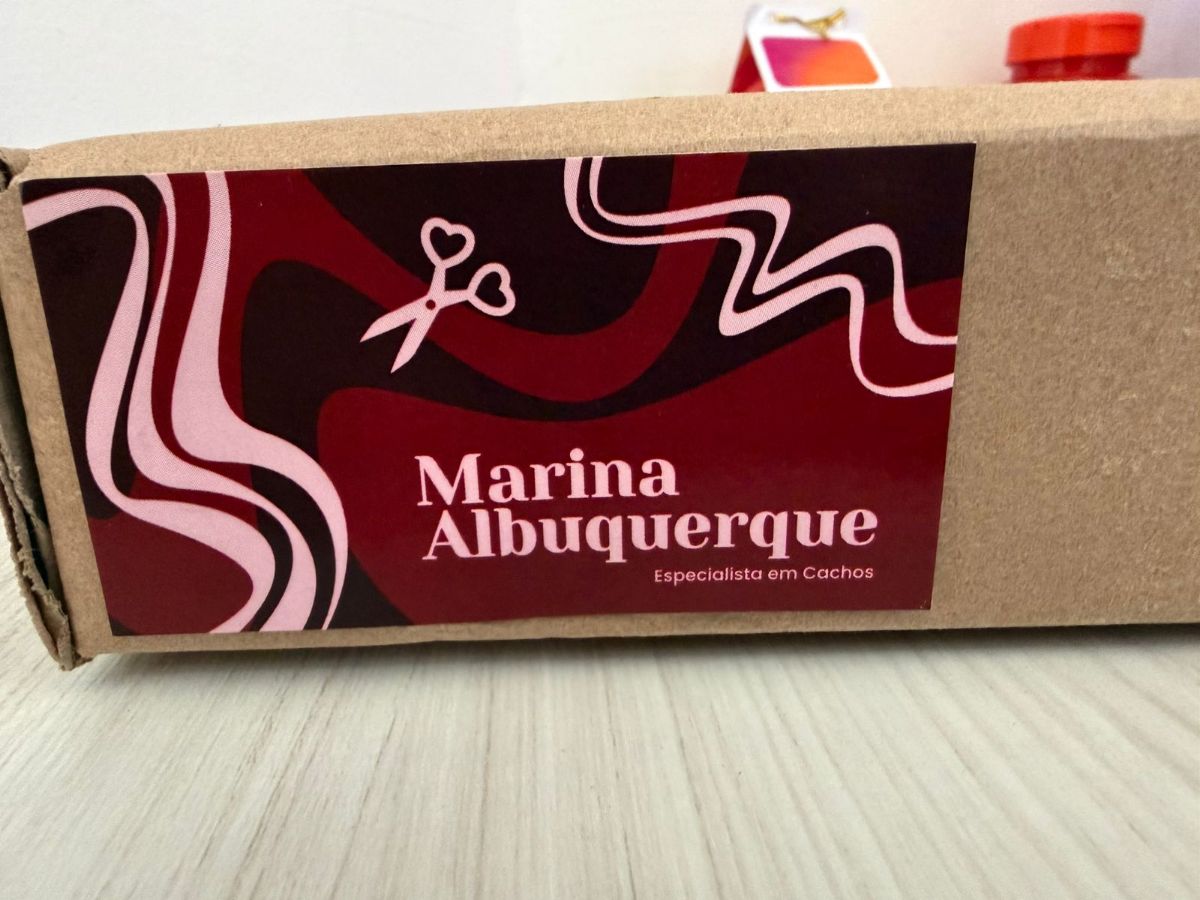 Marina
Albuquerque
Especialista em Cachos